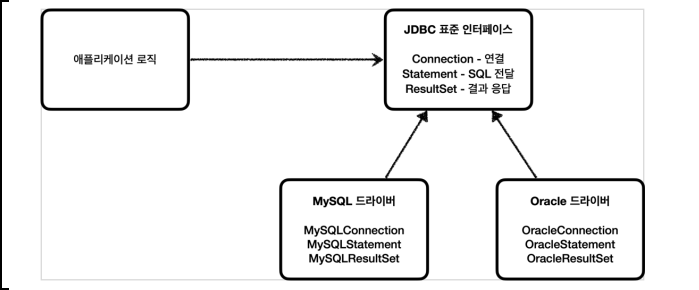 애플리케이션 로직
JDBC 표준 인터페이스
Connection - 연결
Statement - SQL 전달
ResultSet - 결과 응답
MySQL 드라이버
MySQLConnection
MySQLStatement
MySQLResultSet
Oracle 드라이버
OracleConnection
OracleStatement
OracleResultSet